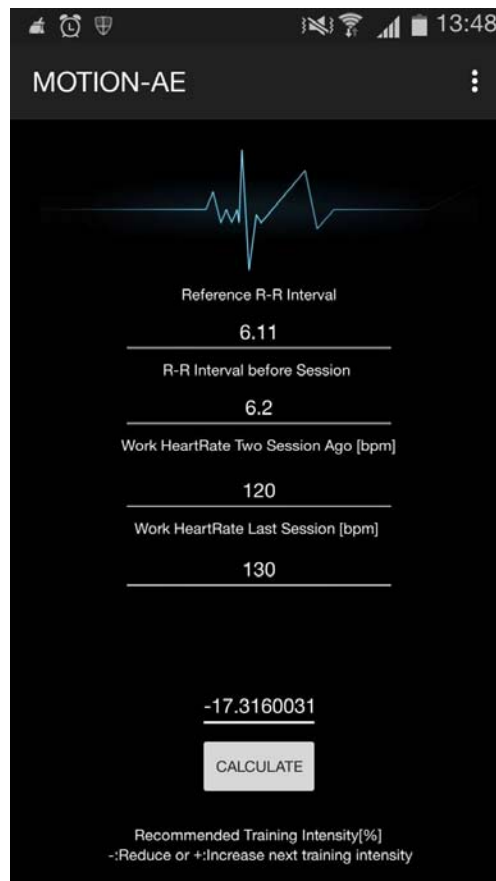 13:48
MOTION-AE
Reference R-R Interval
6.11
R-R Interval before Session
6.2
Work HeartRate Two Session Ago [bpm]
120
Work HeartRate Last Session [bpm]
130
-17.3160031
CALCULATE
Recommended Training Intensity[%]
-:Reduce or +:Increase next training intensity